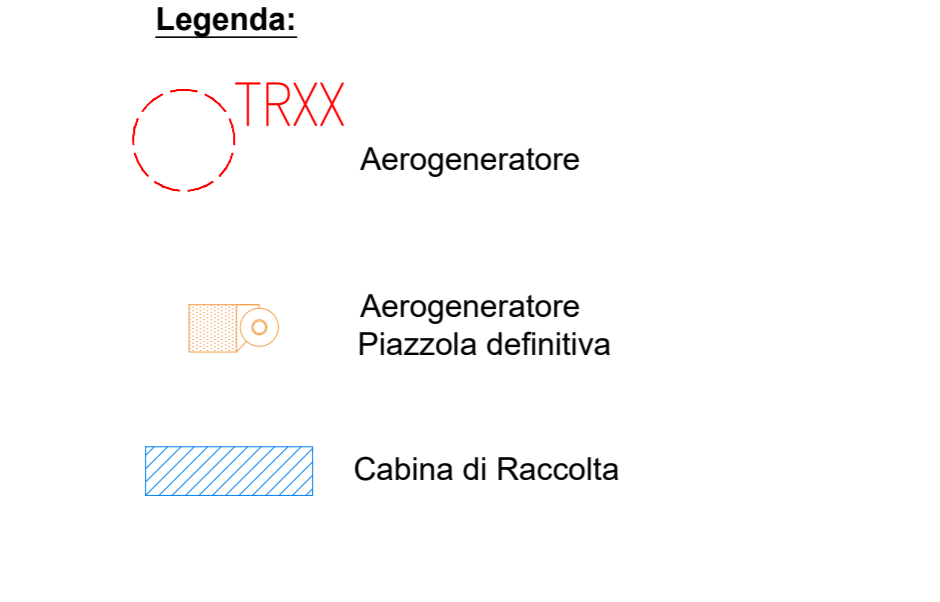 Legenda:
TRXX
Aerogeneratore
Aerogeneratore
Piazzola definitiva
Cabina di Raccolta